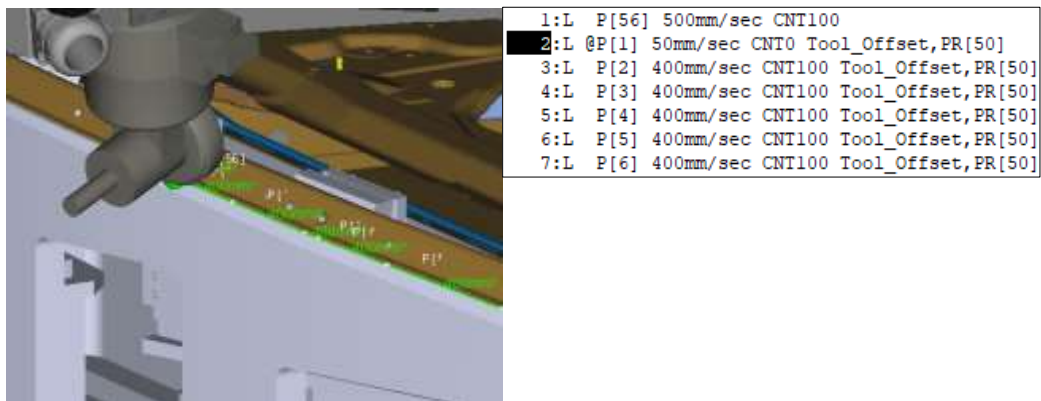 1:L P[56] 500mm/sec CNT100
2:L @P[1] 50mm/sec CNT0 Tool_Offset,PR[50]
3:L P[2] 400mm/sec CNT100 Tool_Offset,PR[50]
4:L P[3] 400mm/sec CNT100 Tool_Offset,PR[50]
5:L P[4] 400mm/sec CNT100 Tool_Offset,PR[50]
6:L P[5] 400mm/sec CNT100 Tool_Offset,PR[50]
7:L P[6] 400mm/sec CNT100 Tool_Offset,PR[50]